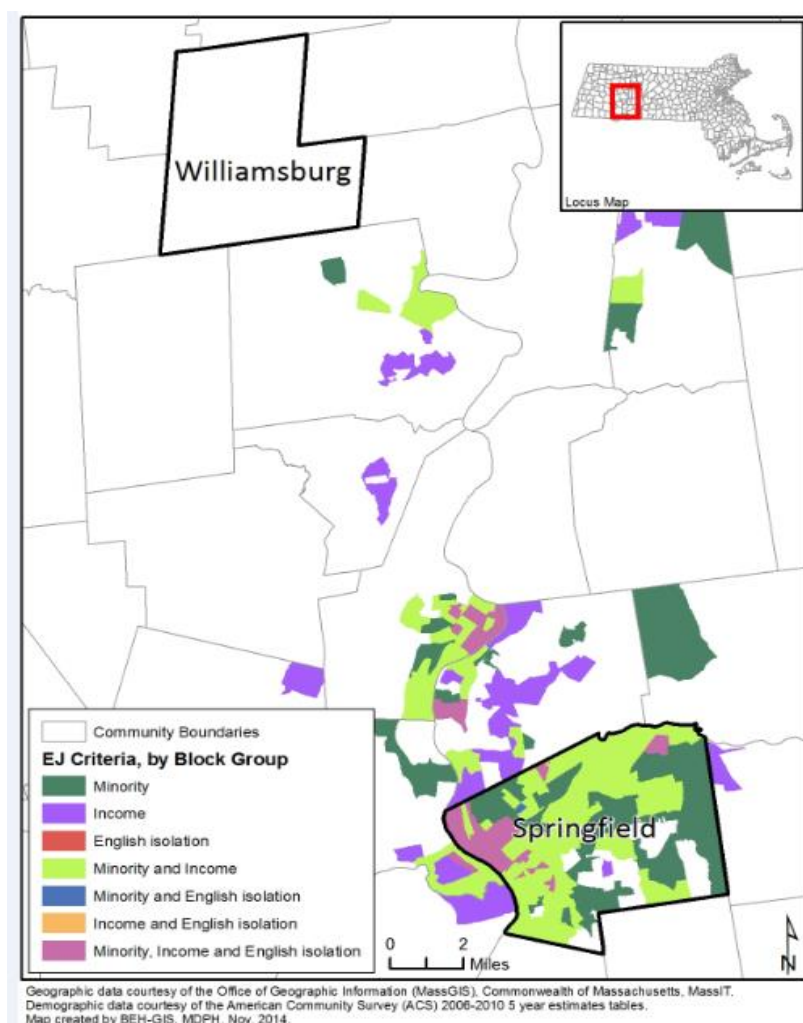 Williamsburg
Locus Map
Community Boundaries
EJ Criteria, by Block Group
Minority
Income
English isolation
Minority and Income
Minority and English isolation
Income and English isolation
Minority, Income and English isolation
Springfield
0 2
Miles
N
Geographic data courtesy of the Office of Geographic Information (MassGIS), Commonwealth of Massachusetts, MassIT.
Demographic data courtesy of the American Community Survey (ACS) 2006-2010 5 year estimates tables.
Map created by BEH-GIS, MDPH, Nov. 2014.